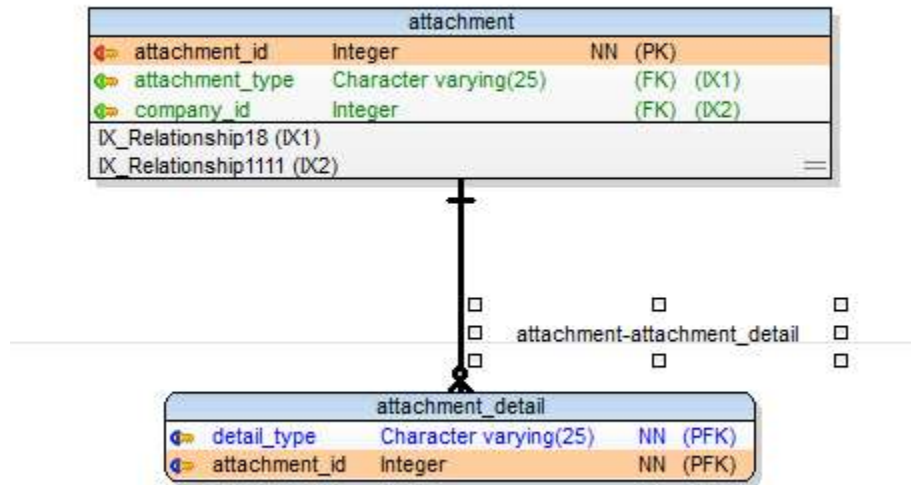 attachment
attachment_id Integer NN (PK)
attachment_type Character varying(25) (FK) (IX1)
company_id Integer (FK) (IX2)
IX_Relationship18 (IX1)
IX_Relationship1111 (IX2)
attachment-attachment_detail
attachment_detail
detail_type Character varying(25) NN (PFK)
attachment_id Integer NN (PFK)